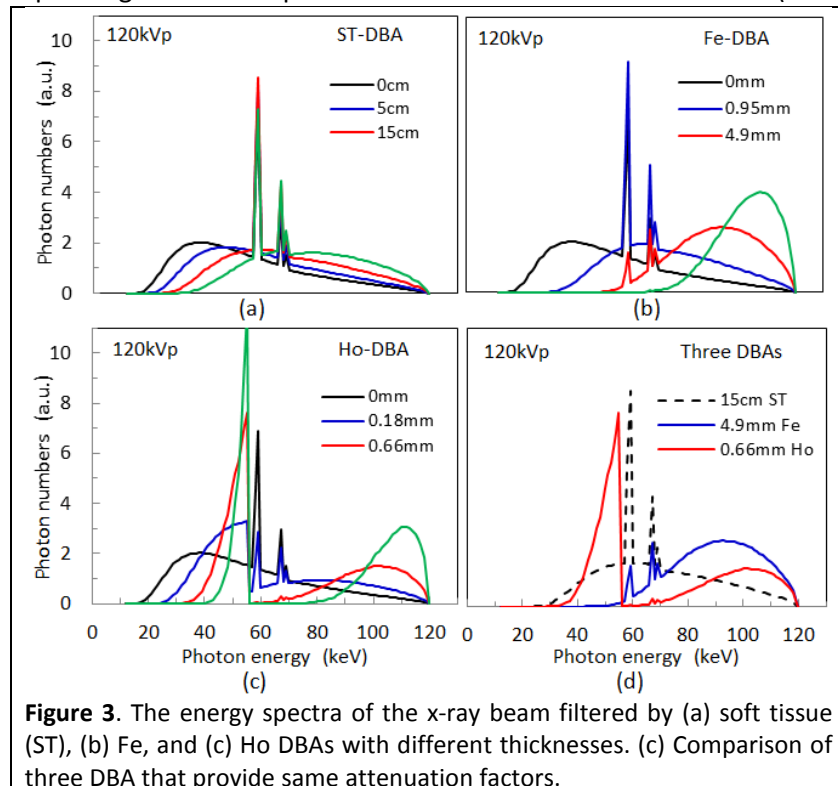 120kVp
ST-DBA
10
8
6
4
2
0
Photon numbers (a.u.)
0cm
5cm
15cm
(a)
120kVp
Fe-DBA
0mm
0.95mm
4.9mm
(b)
120kVp
Ho-DBA
10
8
6
4
2
0
Photon numbers (a.u.)
0mm
0.18mm
0.66mm
0 20 40 60 80 100 120
Photon energy (keV)
(c)
120kVp
Three DBAs
15cm ST
4.9mm Fe
0.66mm Ho
0 20 40 60 80 100 120
Photon energy (keV)
(d)
Figure 3. The energy spectra of the x-ray beam filtered by (a) soft tissue
(ST), (b) Fe, and (c) Ho DBAs with different thicknesses. (c) Comparison of
three DBA that provide same attenuation factors.